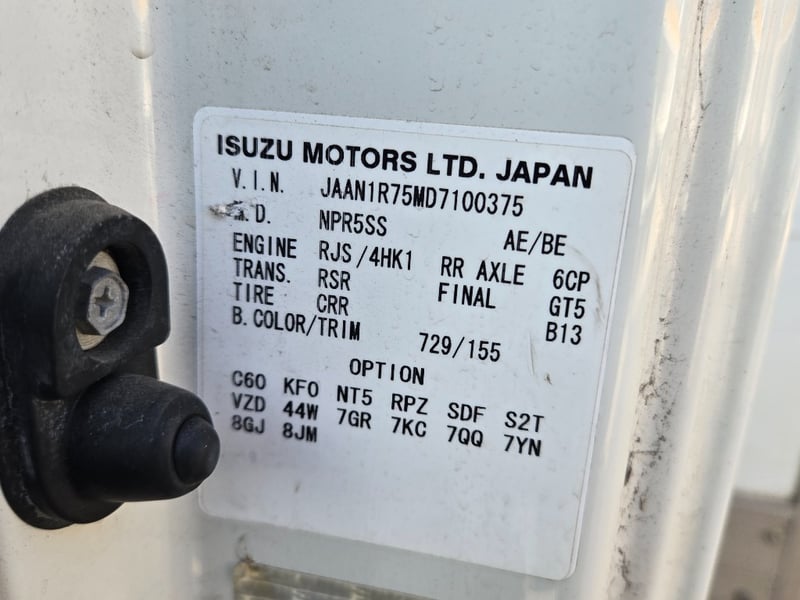 ISUZU MOTORS LTD. JAPAN
V.I.N. JAAN1R75MD7100375
.D. NPR5SS AE/BE
ENGINE RJS/4HK1 RR AXLE 6CP
TRANS. RSR FINAL GT5
TIRE CRR B13
B.COLOR/TRIM 729/155
OPTION
C60 KF0 NT5 RPZ SDF S2T
VZD 44W 7GR 7KC 7QQ 7YN
8GJ 8JM